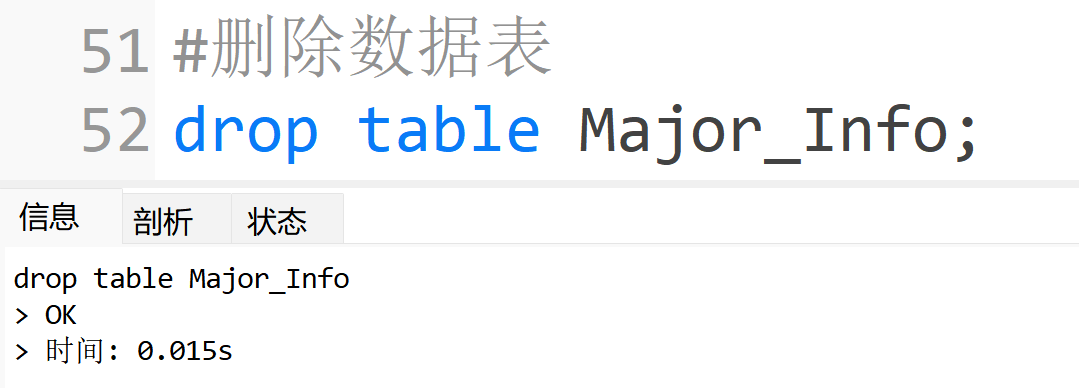 51 #删除数据表
52 drop table Major_Info;
信息 剖析 状态
drop table Major_Info
> OK
> 时间: 0.015s